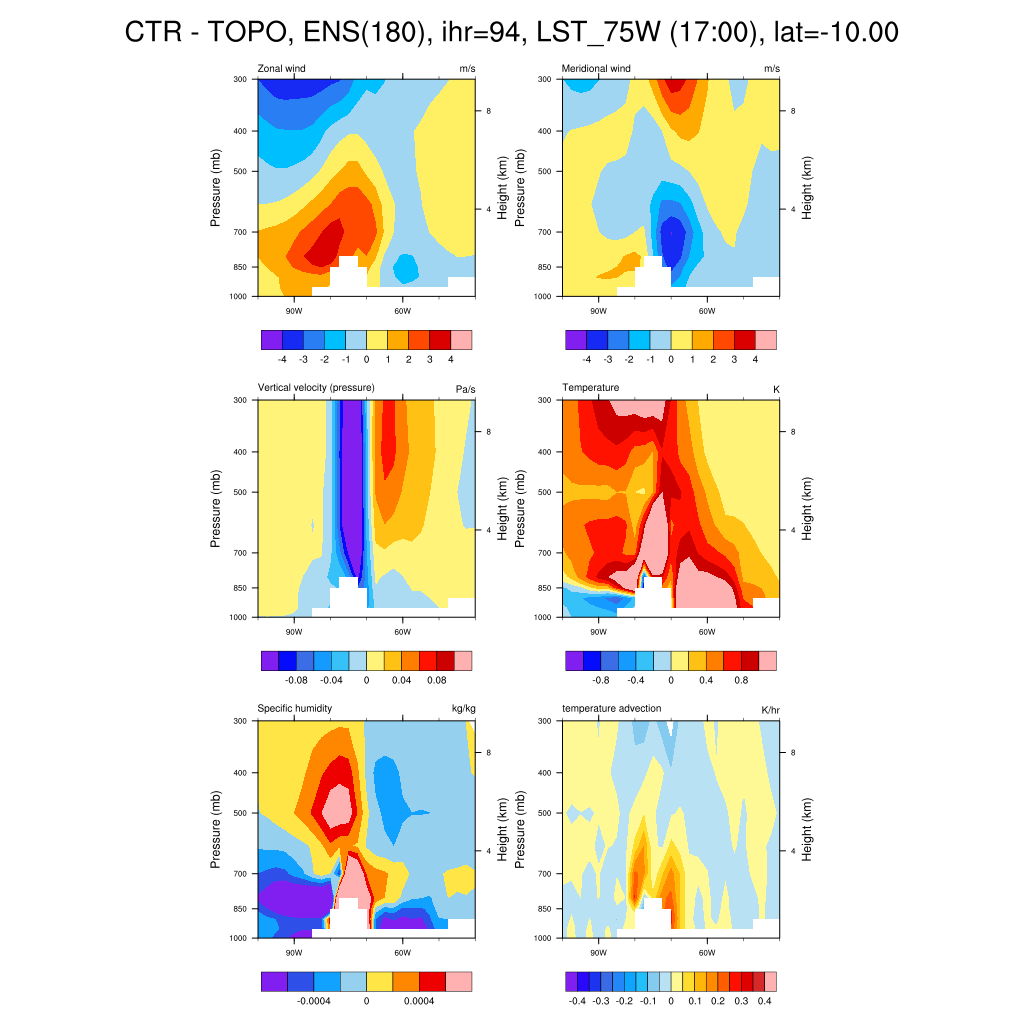 CTR - TOPO, ENS(180), ihr=94, LST_75W (17:00), lat=-10.00
Zonal wind m/s
300
400
500
700
850
1000
Pressure (mb)
8
4
Height (km)
90W 60W
-4 -3 -2 -1 0 1 2 3 4
Meridional wind m/s
300
400
500
700
850
1000
Pressure (mb)
8
4
Height (km)
90W 60W
-4 -3 -2 -1 0 1 2 3 4
Vertical velocity (pressure) Pa/s
300
400
500
700
850
1000
Pressure (mb)
8
4
Height (km)
90W 60W
-0.08 -0.04 0 0.04 0.08
Temperature K
300
400
500
700
850
1000
Pressure (mb)
8
4
Height (km)
90W 60W
-0.8 -0.4 0 0.4 0.8
Specific humidity kg/kg
300
400
500
700
850
1000
Pressure (mb)
8
4
Height (km)
90W 60W
-0.0004 0 0.0004
temperature advection K/hr
300
400
500
700
850
1000
Pressure (mb)
8
4
Height (km)
90W 60W
-0.4 -0.3 -0.2 -0.1 0 0.1 0.2 0.3 0.4